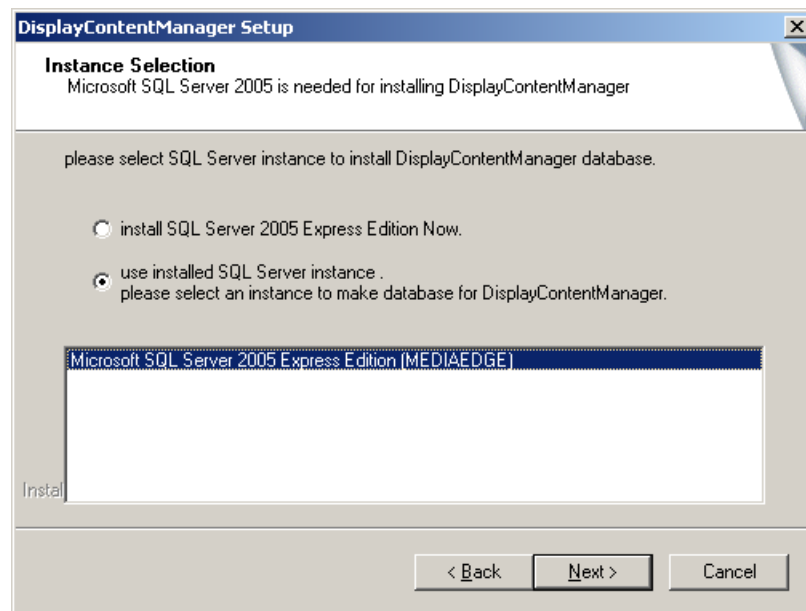 DisplayContentManager Setup
Instance Selection
Microsoft SQL Server 2005 is needed for installing DisplayContentManager
please select SQL Server instance to install DisplayContentManager database.
install SQL Server 2005 Express Edition Now.
use installed SQL Server instance .
please select an instance to make database for DisplayContentManager.
Microsoft SQL Server 2005 Express Edition (MEDIAEDGE)
Instal
< Back
Next >
Cancel